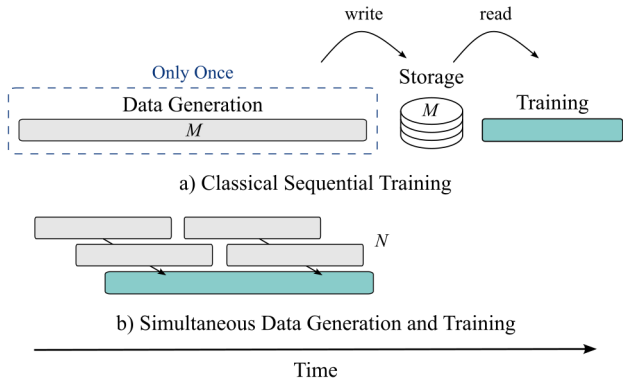 write
read
Only Once
Storage
Data Generation
M
M
Training
a) Classical Sequential Training
N
b) Simultaneous Data Generation and Training
Time